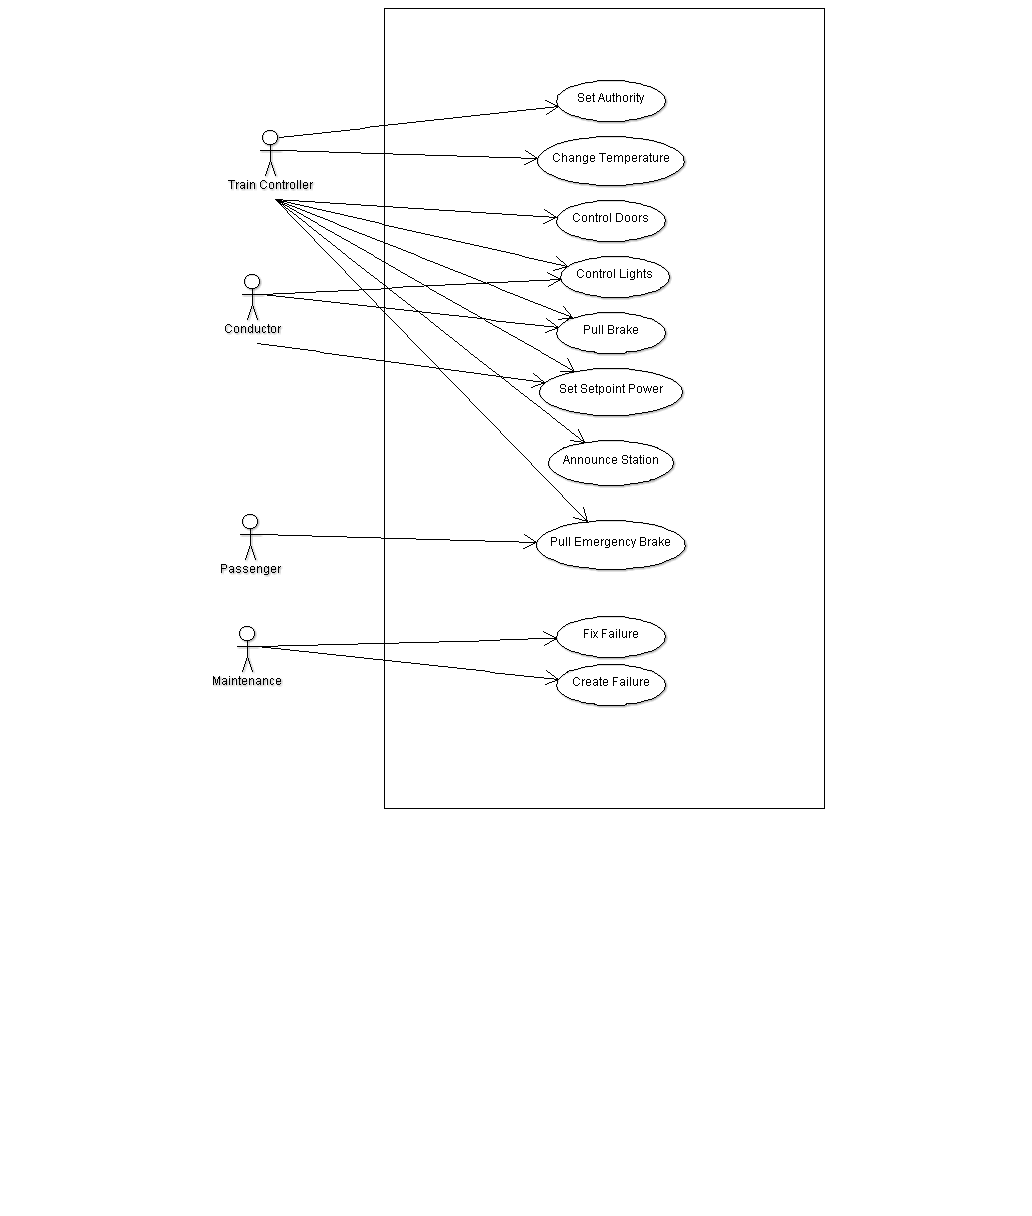 Set Authority
Change Temperature
Train Controller
Control Doors
Control Lights
Conductor
Pull Brake
Set Setpoint Power
Announce Station
Pull Emergency Brake
Passenger
Fix Failure
Maintenance
Create Failure